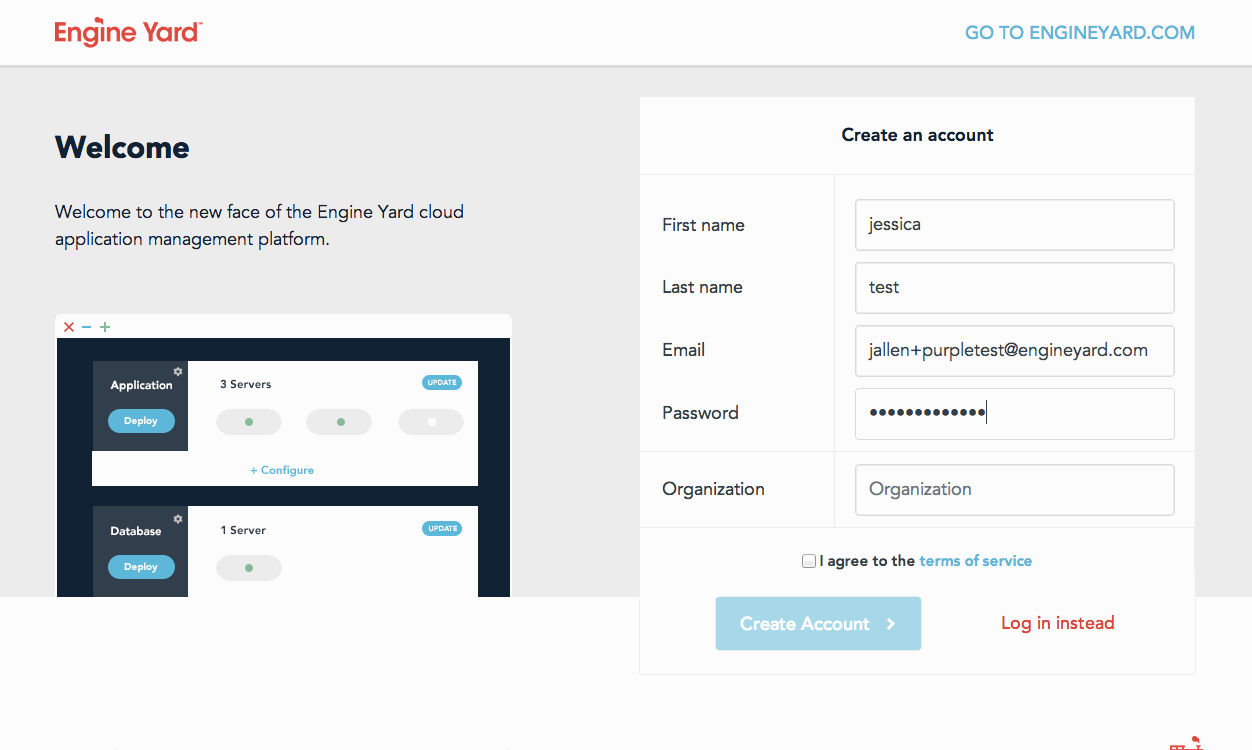 Engine Yard™
GO TO ENGINEYARD.COM
Welcome
Welcome to the new face of the Engine Yard cloud
application management platform.
Application
Deploy
3 Servers
UPDATE
+ Configure
Database
Deploy
1 Server
UPDATE
Create an account
First name
jessica
Last name
test
Email
jallen+purpletest@engineyard.com
Password
•••••••••••••
Organization
Organization
I agree to the terms of service
Create Account
Log in instead